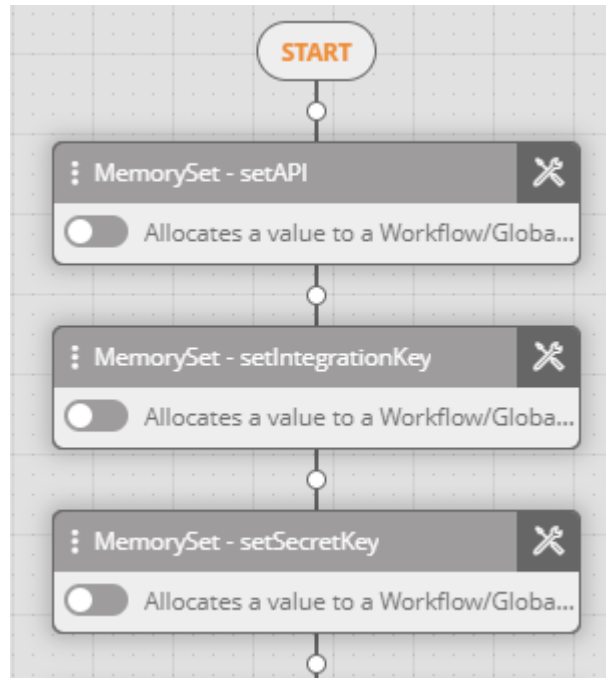 START
MemorySet - setAPI
Allocates a value to a Workflow/Globa...
MemorySet - setIntegrationKey
Allocates a value to a Workflow/Globa...
MemorySet - setSecretKey
Allocates a value to a Workflow/Globa...